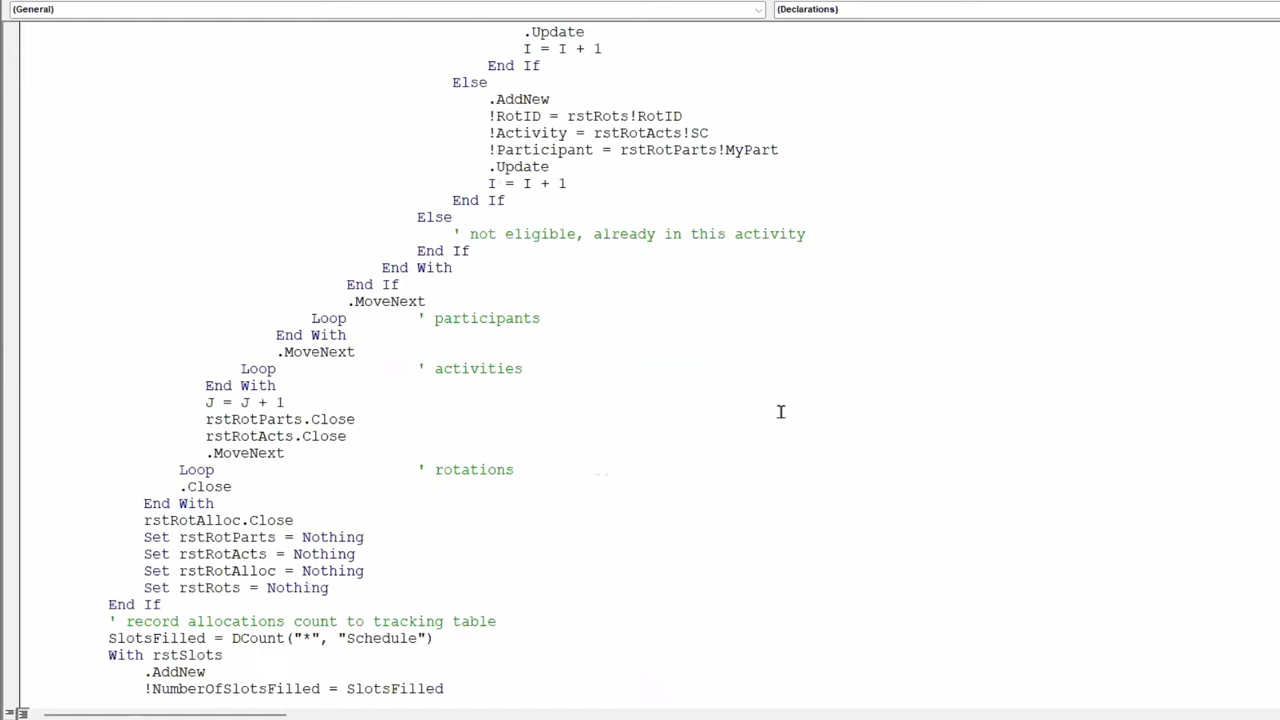 (General)
(Declarations)
.Update
I = I + 1
End If
Else
.AddNew
!RotID = rstRots!RotID
!Activity = rstRotActs!SC
!Participant = rstRotParts!MyPart
.Update
I = I + 1
End If
Else
' not eligible, already in this activity
End If
End With
End If
.MoveNext
Loop ' participants
End With
.MoveNext
Loop ' activities
End With
J = J + 1
rstRotParts.Close
rstRotActs.Close
.MoveNext
Loop ' rotations
.Close
End With
rstRotAlloc.Close
Set rstRotParts = Nothing
Set rstRotActs = Nothing
Set rstRotAlloc = Nothing
Set rstRots = Nothing
End If
' record allocations count to tracking table
SlotsFilled = DCount("*", "Schedule")
With rstSlots
.AddNew
!NumberOfSlotsFilled = SlotsFilled